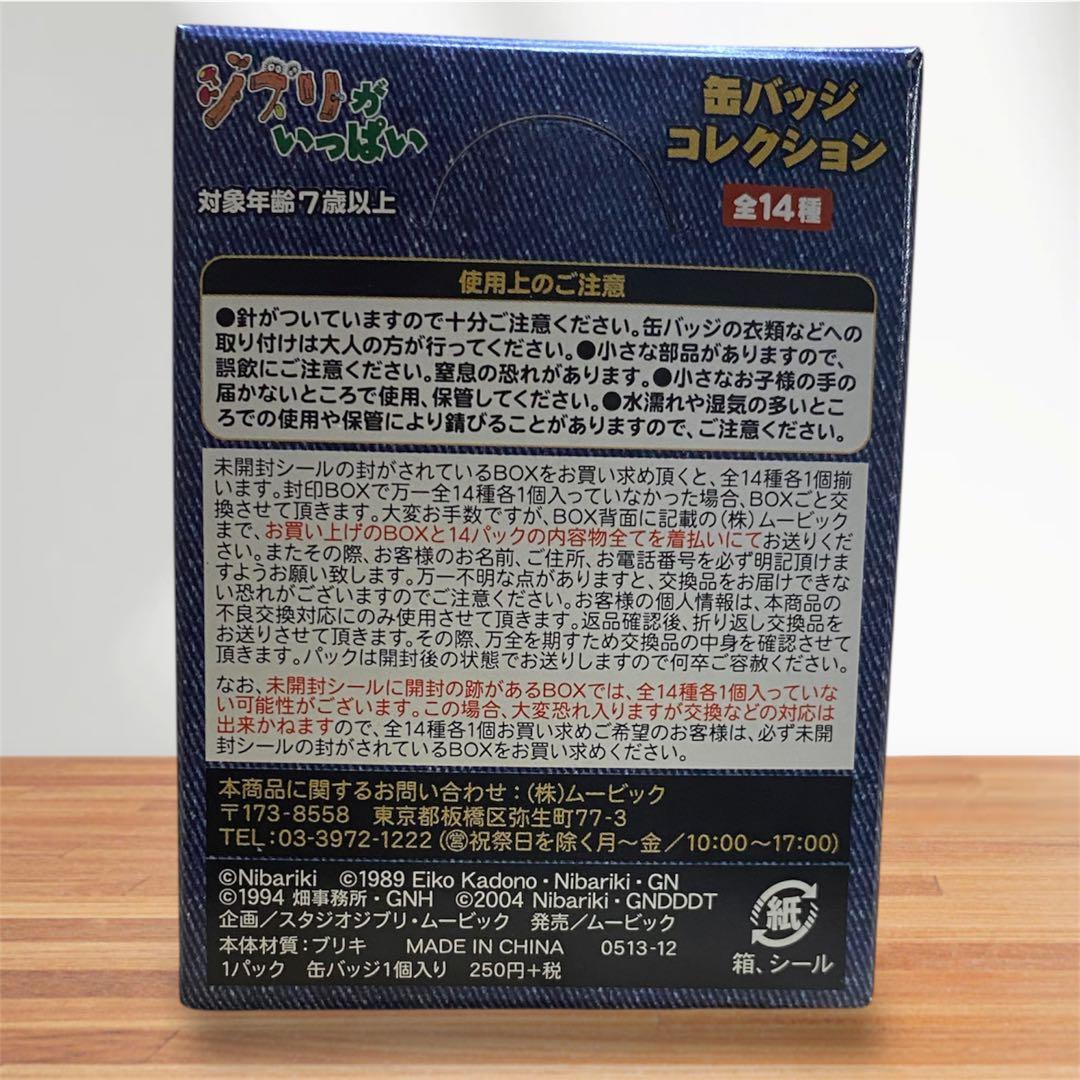 ジブリが
いっぱい
缶バッジ
コレクション
対象年齢7歳以上
全14種
使用上のご注意
●針がついていますので十分ご注意ください。缶バッジの衣類などへの
取り付けは大人の方が行ってください。●小さな部品がありますので、
誤飲にご注意ください。窒息の恐れがあります。●小さなお子様の手の
届かないところで使用、保管してください。●水濡れや湿気の多いとこ
ろでの使用や保管により錆びることがありますので、ご注意ください。
未開封シールの封がされているBOXをお買い求め頂くと、全14種各1個揃
います。封印BOXで万一全14種各1個入っていなかった場合、BOXごと交
換させて頂きます。大変お手数ですが、BOX背面に記載の(株)ムービック
まで、お買い上げのBOXと14パックの内容物全てを着払いにてお送りくだ
さい。またその際、お客様のお名前、ご住所、お電話番号を必ず明記頂けま
すようお願い致します。万一不明な点がありますと、交換品をお届けできな
い恐れがございますのでご注意ください。お客様の個人情報は、本商品の
不良交換対応にのみ使用させて頂きます。返品確認後、折り返し交換品を
お送りさせて頂きます。その際、万全を期すため交換品の中身を確認させて
頂きます。パックは開封後の状態でお送りしますので何卒ご容赦ください。
なお、未開封シールに開封の跡があるBOXでは、全14種各1個入っていな
い可能性がございます。この場合、大変恐れ入りますが交換などの対応は
出来かねますので、全14種各1個お買い求めご希望のお客様は、必ず未開
封シールの封がされているBOXをお買い求めください。
本商品に関するお問い合わせ:(株)ムービック
〒173-8558 東京都板橋区弥生町77-3
TEL:03-3972-1222(㊡祝祭日を除く月~金/10:00~17:00)
©Nibariki ©1989 Eiko Kadono・Nibariki・GN
©1994 畑事務所・GNH ©2004 Nibariki・GNDDDT
企画/スタジオジブリ・ムービック 発売/ムービック
本体材質:ブリキ MADE IN CHINA 0513-12
1パック 缶バッジ1個入り 250円+税
紙
箱、シール